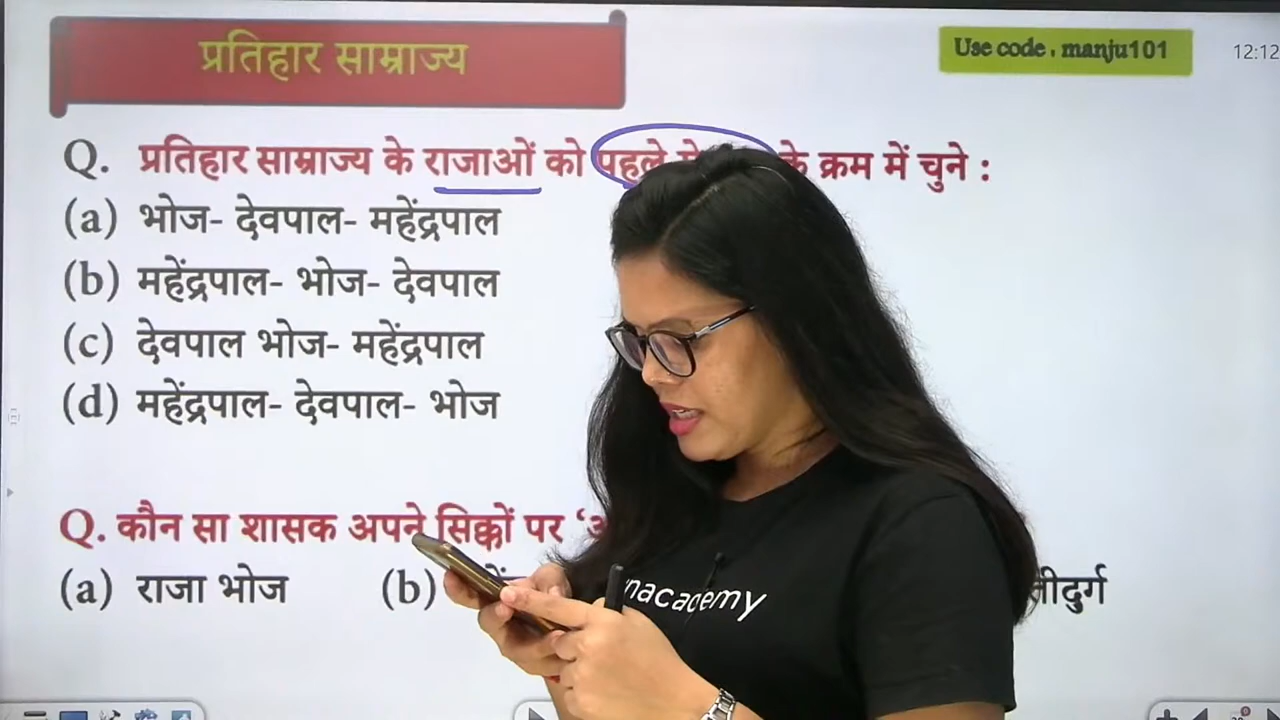 प्रतिहार साम्राज्य
Use code : manju101
12:12
Q. प्रतिहार साम्राज्य के राजाओं को पहले के क्रम में चुने :
(a) भोज- देवपाल- महेंद्रपाल
(b) महेंद्रपाल- भोज- देवपाल
(c) देवपाल भोज- महेंद्रपाल
(d) महेंद्रपाल- देवपाल- भोज
Q. कौन सा शासक अपने सिक्कों पर
(a) राजा भोज (b)
nacademy